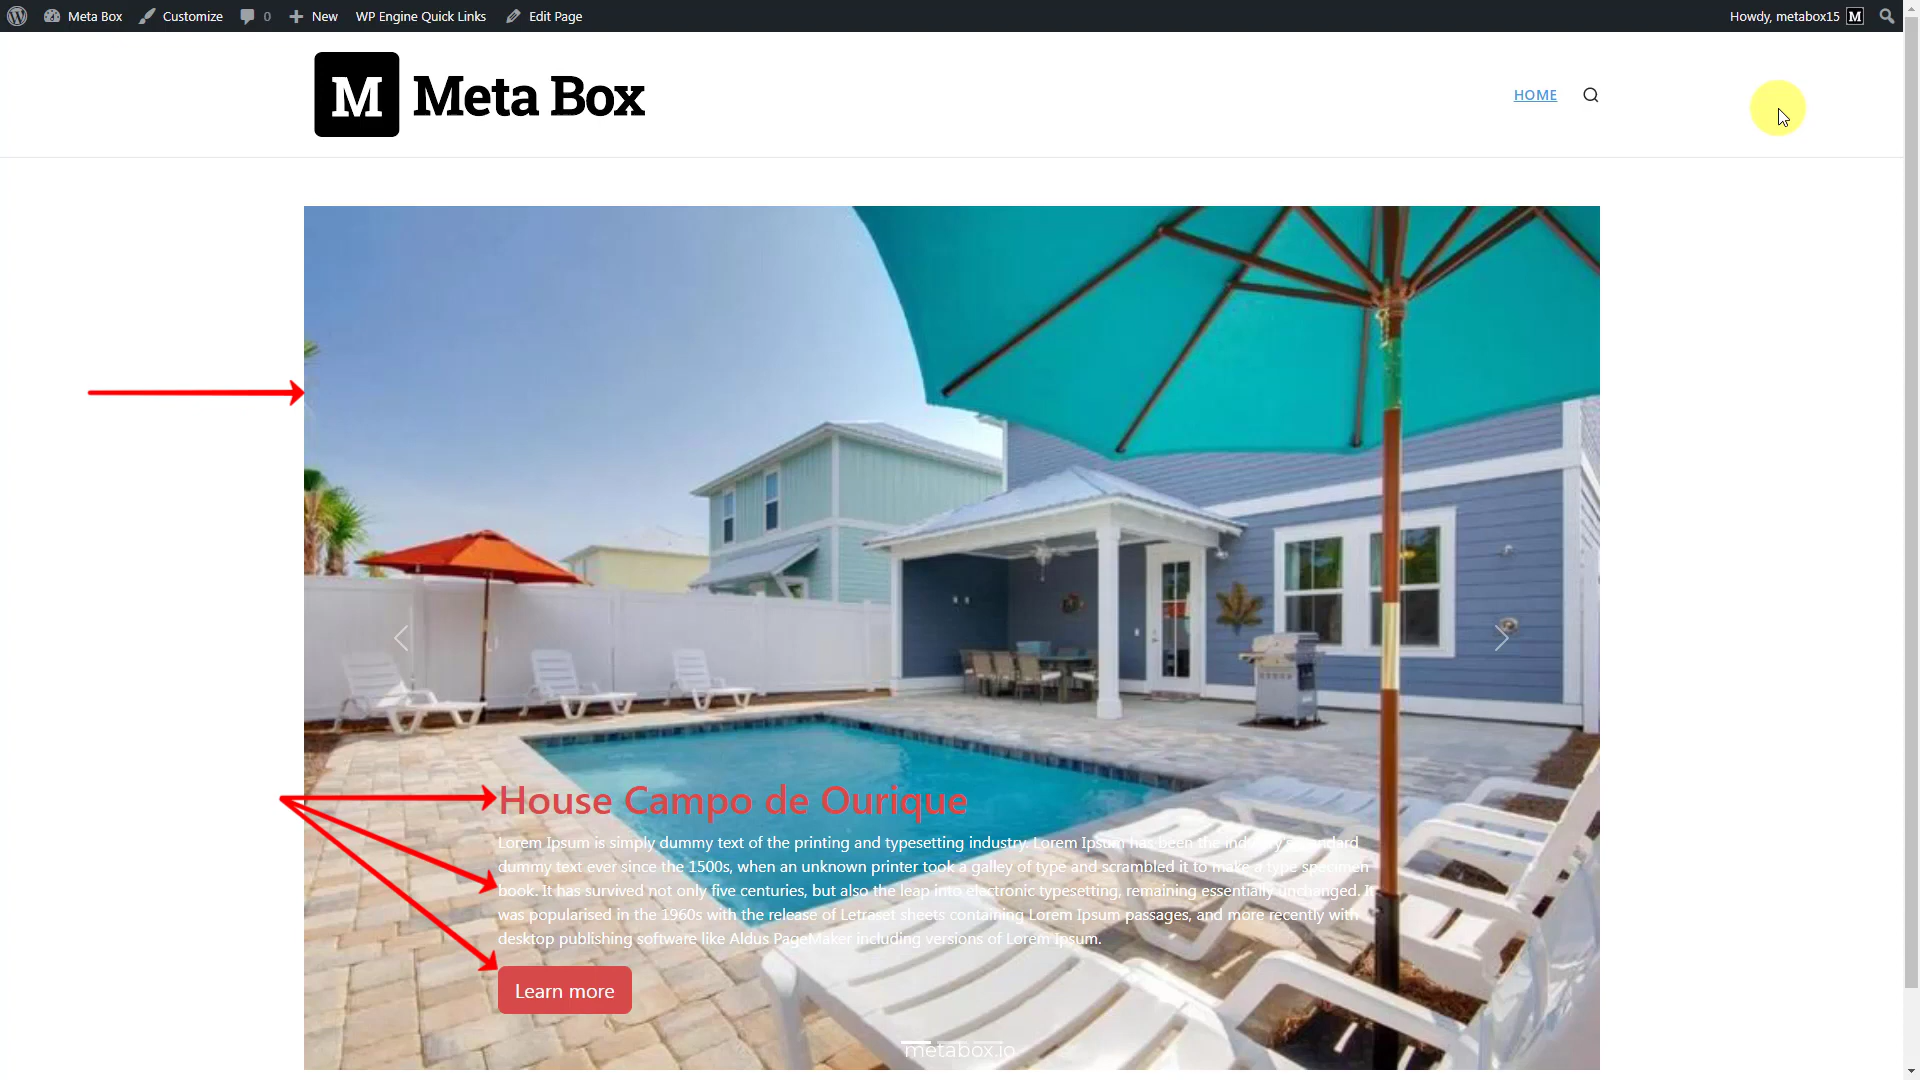 Meta Box
Customize
0
New
WP Engine Quick Links
Edit Page
Howdy, metabox15
M
M Meta Box
HOME
House Campo de Ourique
Lorem Ipsum is simply dummy text of the printing and typesetting industry. Lorem Ipsum has been the industry's standard
dummy text ever since the 1500s, when an unknown printer took a galley of type and scrambled it to make a type specimen
book. It has survived not only five centuries, but also the leap into electronic typesetting, remaining essentially unchanged. It
was popularised in the 1960s with the release of Letraset sheets containing Lorem Ipsum passages, and more recently with
desktop publishing software like Aldus PageMaker including versions of Lorem Ipsum.
Learn more
metabox.io